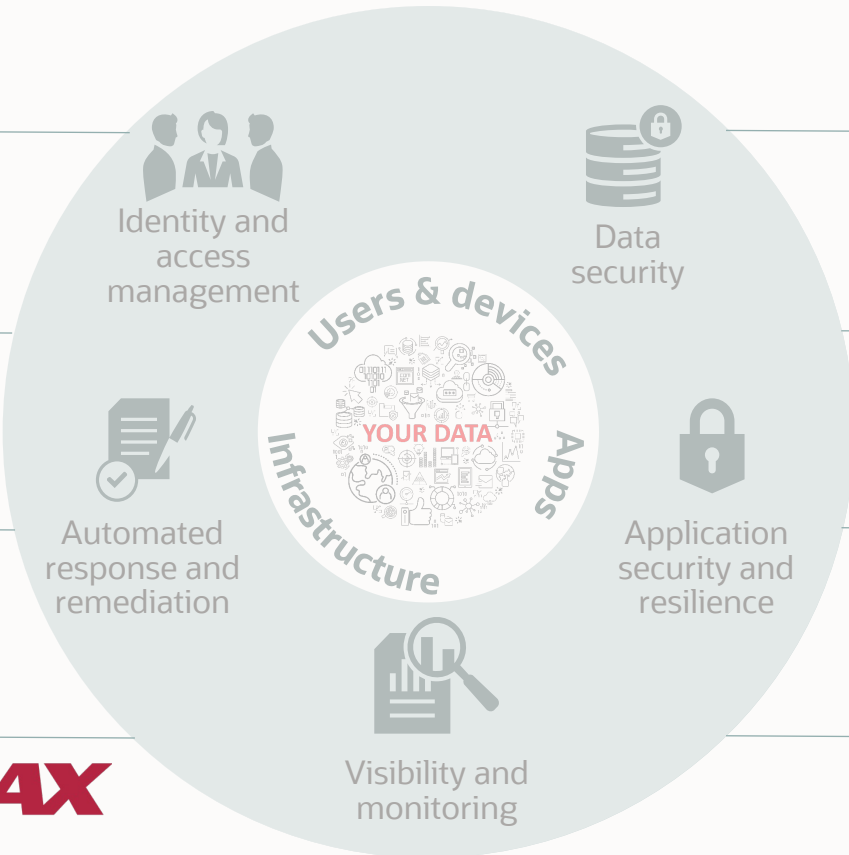 Identity and
access
management
Data
security
Users & devices
Apps
Infrastructure
YOUR DATA
Automated
response and
remediation
Application
security and
resilience
Visibility and
monitoring
AX